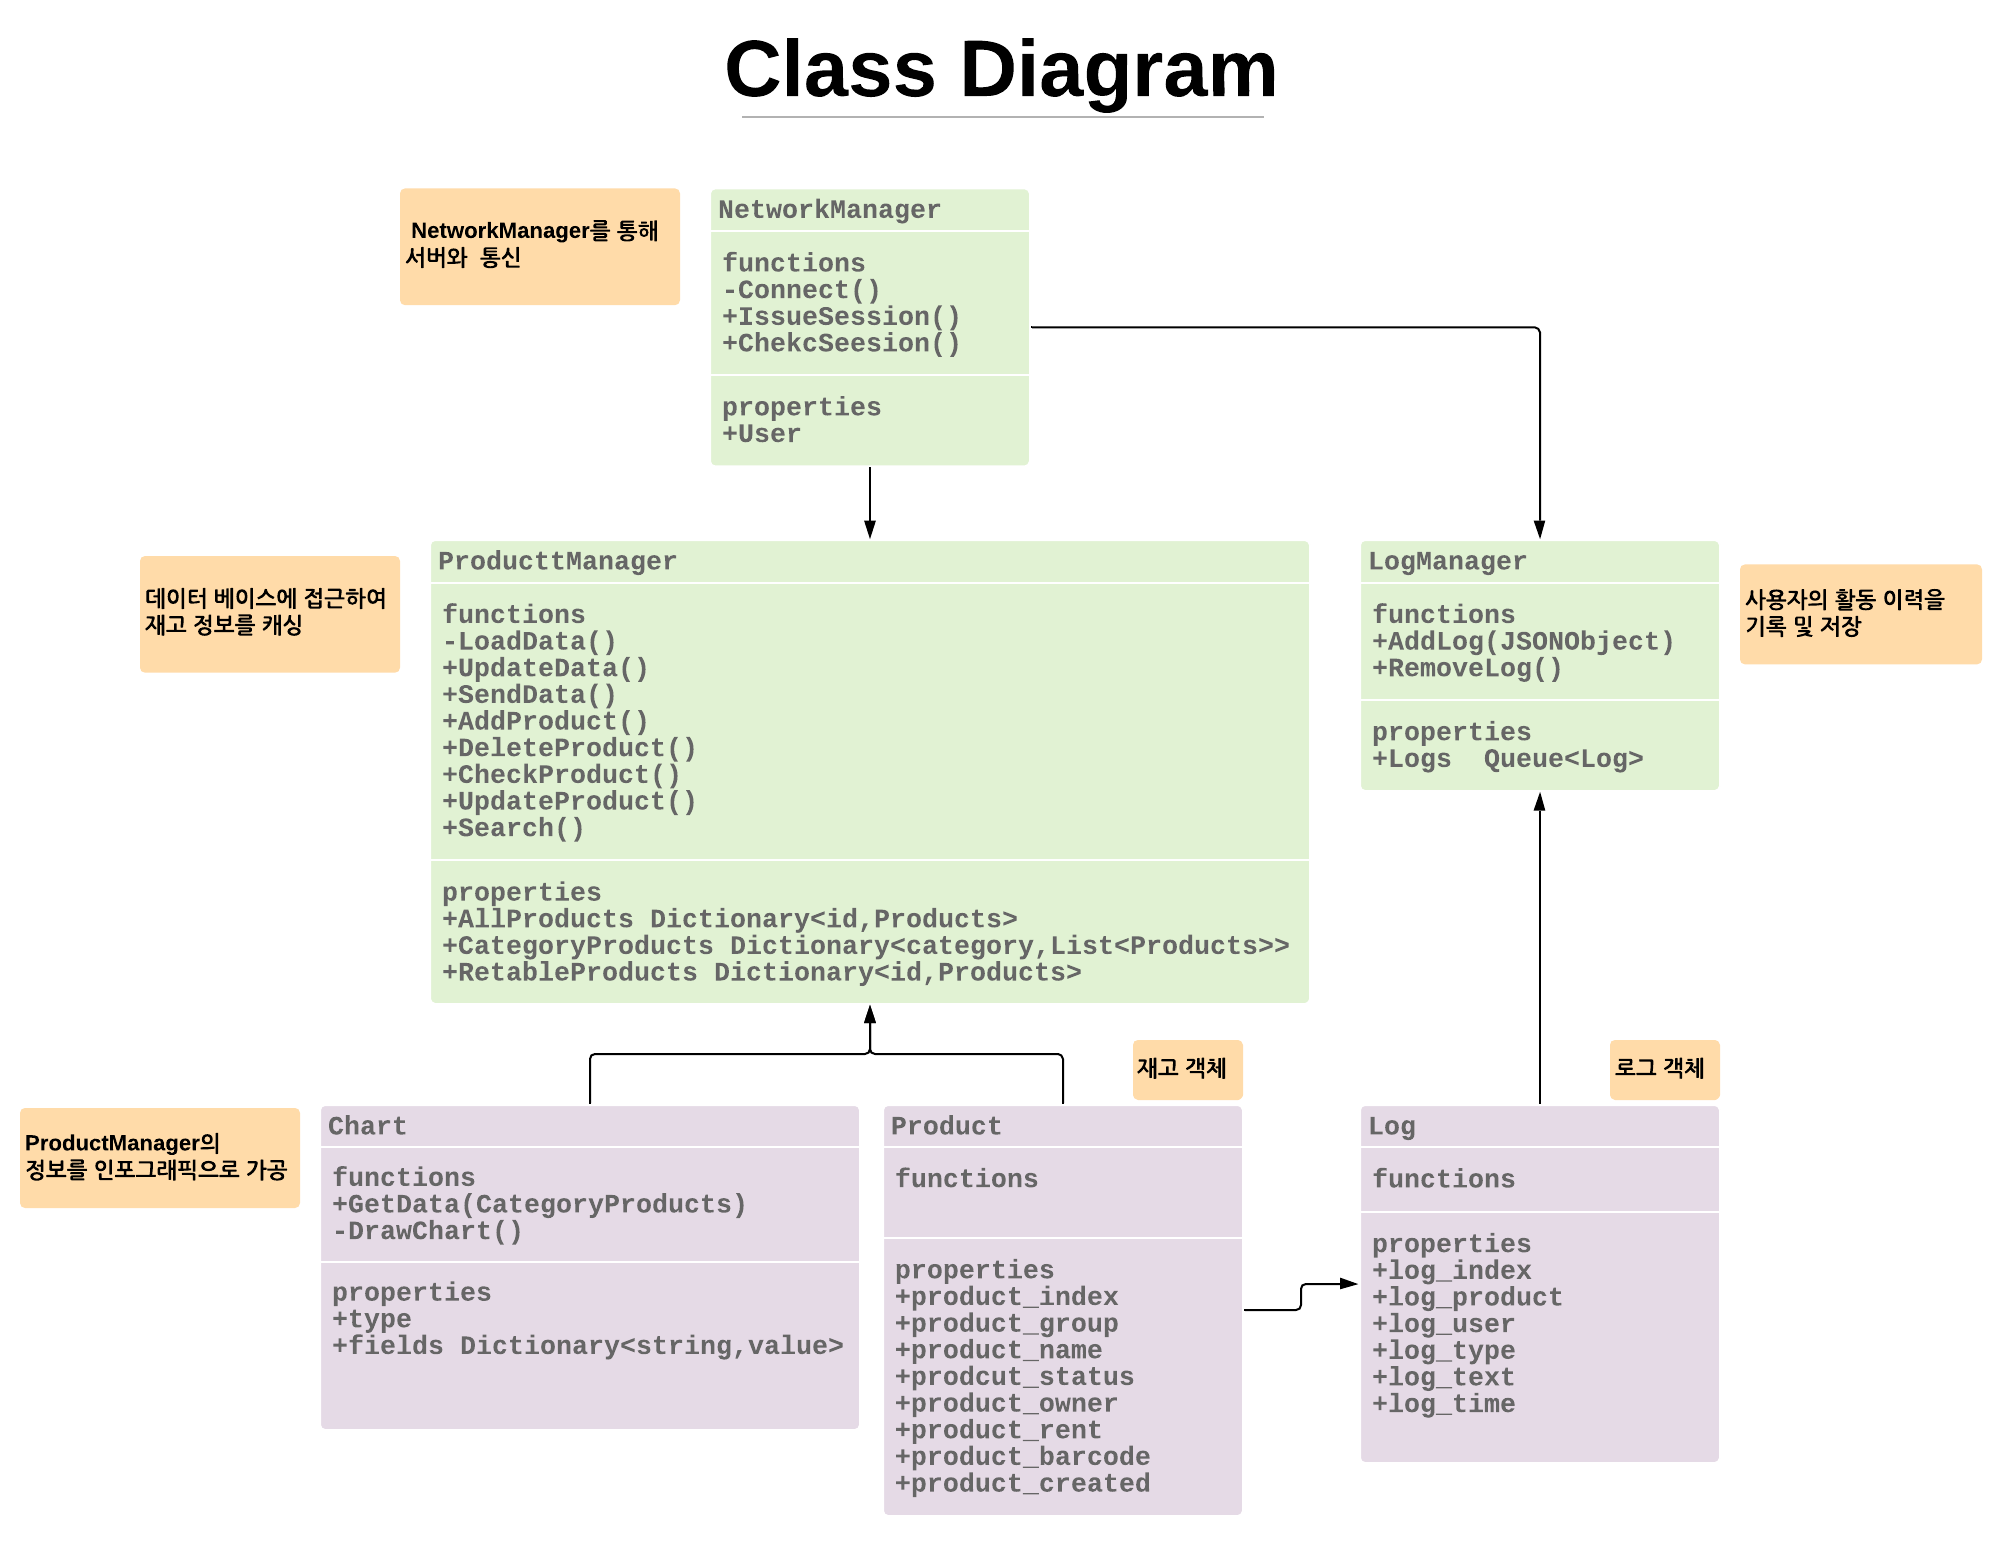 Class Diagram
NetworkManager를 통해
서버와  통신
NetworkManager
functions
-Connect()
+IssueSession()
+ChekcSeesion()
properties
+User
데이터 베이스에 접근하여
재고 정보를 캐싱
ProducttManager
functions
-LoadData()
+UpdateData()
+SendData()
+AddProduct()
+DeleteProduct()
+CheckProduct()
+UpdateProduct()
+Search()
properties
+AllProducts Dictionary<id,Products>
+CategoryProducts Dictionary<category,List<Products>>
+RetableProducts Dictionary<id,Products>
LogManager
functions
+AddLog(JSONObject)
+RemoveLog()
properties
+Logs  Queue<Log>
사용자의 활동 이력을
기록 및 저장
ProductManager의
정보를 인포그래픽으로 가공
Chart
functions
+GetData(CategoryProducts)
-DrawChart()
properties
+type
+fields Dictionary<string,value>
재고 객체
Product
functions
properties
+product_index
+product_group
+product_name
+prodcut_status
+product_owner
+product_rent
+product_barcode
+product_created
로그 객체
Log
functions
properties
+log_index
+log_product
+log_user
+log_type
+log_text
+log_time